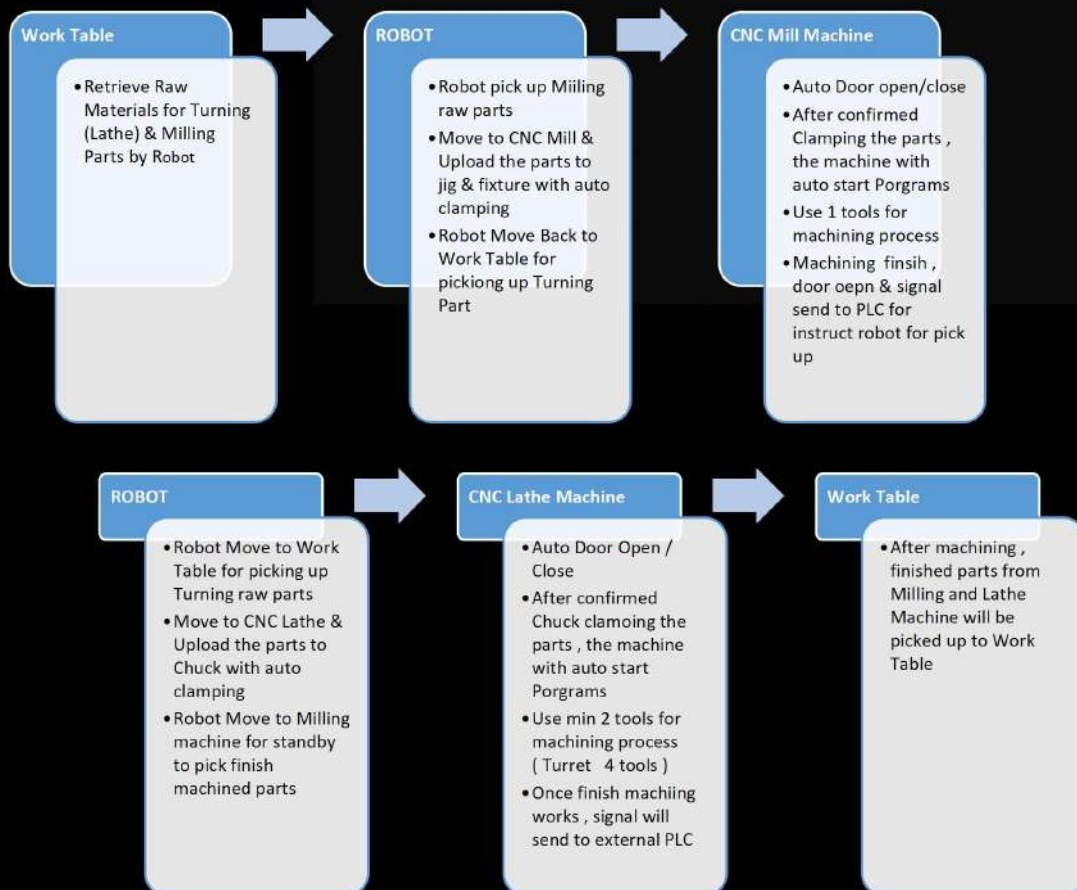 Work Table
• Retrieve Raw
Materials for Turning
(Lathe) & Milling
Parts by Robot
ROBOT
• Robot pick up Miiling
raw parts
• Move to CNC Mill &
Upload the parts to
jig & fixture with auto
clamping
• Robot Move Back to
Work Table for
pickiong up Turning
Part
CNC Mill Machine
• Auto Door open/close
• After confirmed
Clamping the parts ,
the machine with
auto start Porgrams
• Use 1 tools for
machining process
• Machining finsih ,
door oepn & signal
send to PLC for
instruct robot for pick
up
ROBOT
• Robot Move to Work
Table for picking up
Turning raw parts
• Move to CNC Lathe &
Upload the parts to
Chuck with auto
clamping
• Robot Move to Milling
machine for standby
to pick finish
machined parts
CNC Lathe Machine
• Auto Door Open /
Close
• After confirmed
Chuck clamoing the
parts , the machine
with auto start
Porgrams
• Use min 2 tools for
machining process
( Turret 4 tools )
• Once finish machiing
works , signal will
send to external PLC
Work Table
• After machining ,
finished parts from
Milling and Lathe
Machine will be
picked up to Work
Table